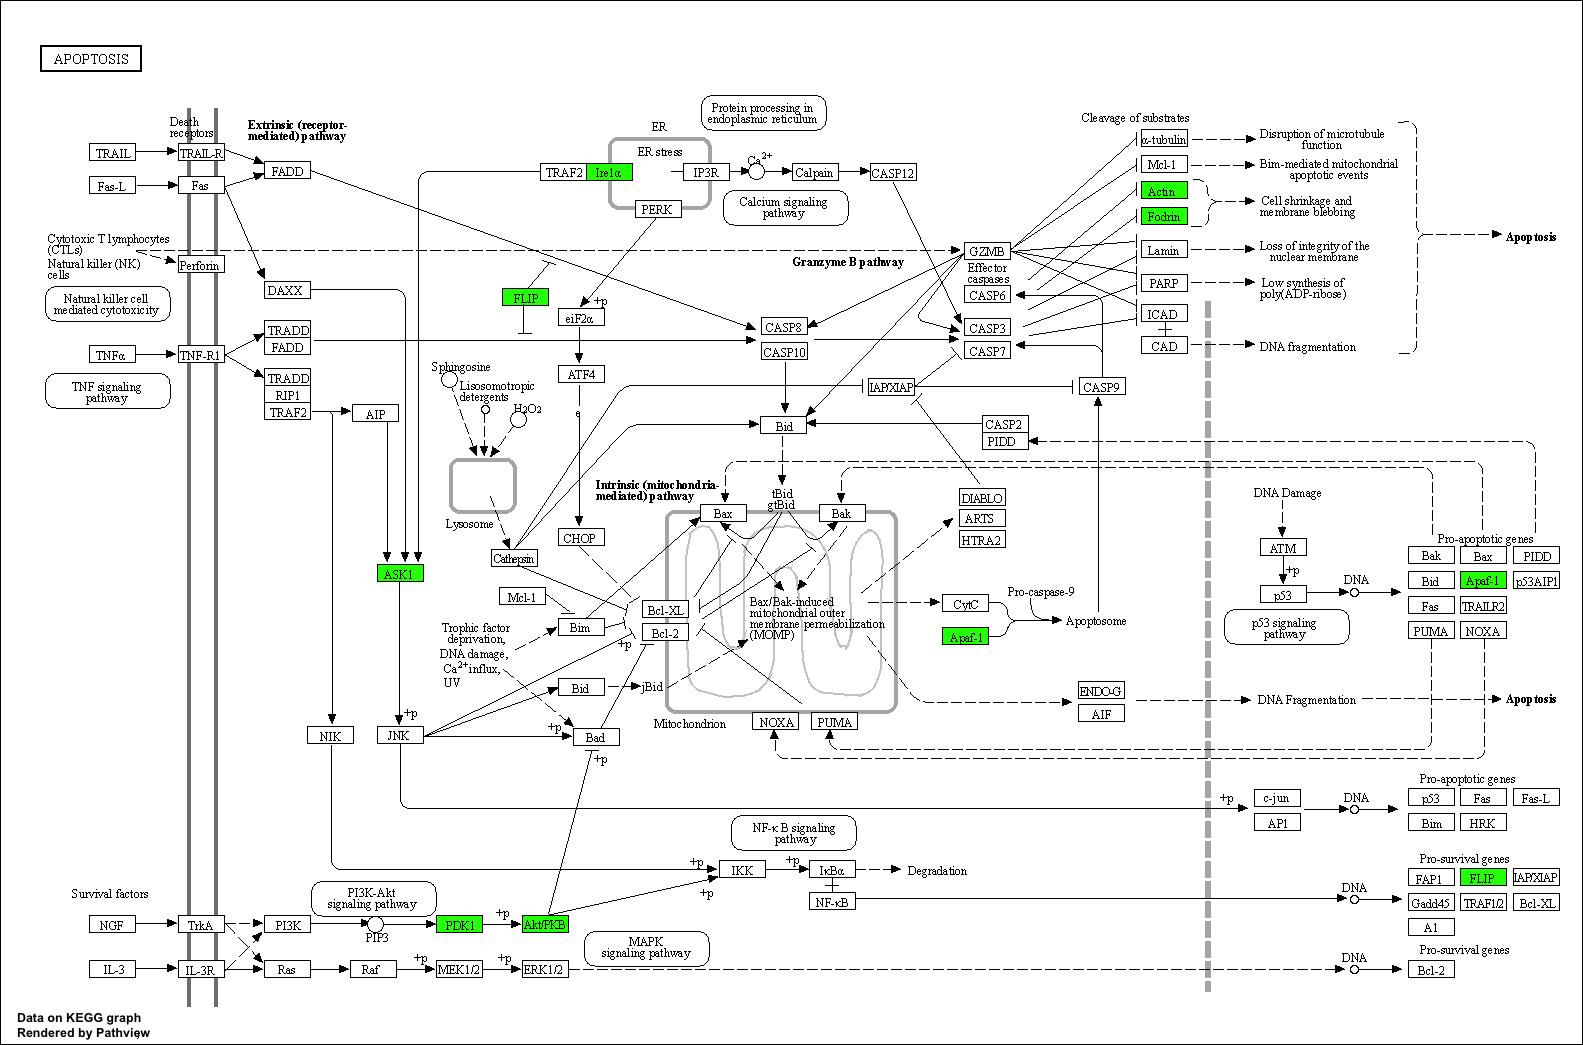 APOPTOSIS
Death
receptors
Extrinsic (receptor-
mediated) pathway
TRAIL
TRAIL-R
FADD
Fas-L
Fas
Cytotoxic T lymphocytes
(CTLs)
Natural killer (NK)
cells
Perforin
Natural killer cell
mediated cytotoxicity
DAXX
TNFα
TNF-R1
TRADD
FADD
TNF signaling
pathway
TRADD
RIP1
TRAF2
AIP
ER
Protein processing in
endoplasmic reticulum
ER stress
TRAF2
Ire1α
IP3R
Ca2+
Calpain
CASP12
PERK
Calcium signaling
pathway
FLIP
+p
eiF2α
ATF4
e
CHOP
Granzyme B pathway
GZMB
Effector
caspases
CASP6
CASP3
CASP7
CASP8
CASP10
IAP/XIAP
CASP9
Bid
CASP2
PIDD
Cleavage of substrates
α-tubulin
Disruption of microtubule
function
Mcl-1
Bim-mediated mitochondrial
apoptotic events
Actin
Fodrin
Cell shrinkage and
membrane blebbing
Lamin
Loss of integrity of the
nuclear membrane
PARP
Low synthesis of
poly(ADP-ribose)
ICAD
CAD
DNA fragmentation
Apoptosis
Sphingosine
Lisosomotropic
detergents
H2O2
Lysosome
Cathepsin
Intrinsic (mitochondria-
mediated) pathway
tBid
gtBid
Bax
Bak
DIABLO
ARTS
HTRA2
ASK1
Mcl-1
Bim
+p
Bcl-XL
Bcl-2
Bax/Bak-induced
mitochondrial outer
membrane permeabilization
(MOMP)
CytC
Apaf-1
Pro-caspase-9
Apoptosome
Trophic factor
deprivation,
DNA damage,
Ca2+ influx,
UV
Bid
jBid
Mitochondrion
NOXA
PUMA
ENDO-G
AIF
DNA Fragmentation
Apoptosis
DNA Damage
ATM
+p
p53
DNA
p53 signaling
pathway
Pro-apoptotic genes
Bak
Bax
PIDD
Bid
Apaf-1
p53AIP1
Fas
TRAILR2
PUMA
NOXA
NIK
+p
JNK
+p
Bad
+p
+p
c-jun
AP1
DNA
Pro-apoptotic genes
p53
Fas
Fas-L
Bim
HRK
NF-κB signaling
pathway
+p
IKK
+p
IκBα
Degradation
+p
NF-κB
DNA
Pro-survival genes
FAP1
FLIP
IAP/XIAP
Gadd45
TRAF1/2
Bcl-XL
A1
Survival factors
PI3K-Akt
signaling pathway
NGF
TrkA
PI3K
PIP3
PDK1
+p
Akt/PKB
MAPK
signaling pathway
IL-3
IL-3R
Ras
Raf
+p
MEK1/2
+p
ERK1/2
DNA
Pro-survival genes
Bcl-2
Data on KEGG graph
Rendered by Pathview